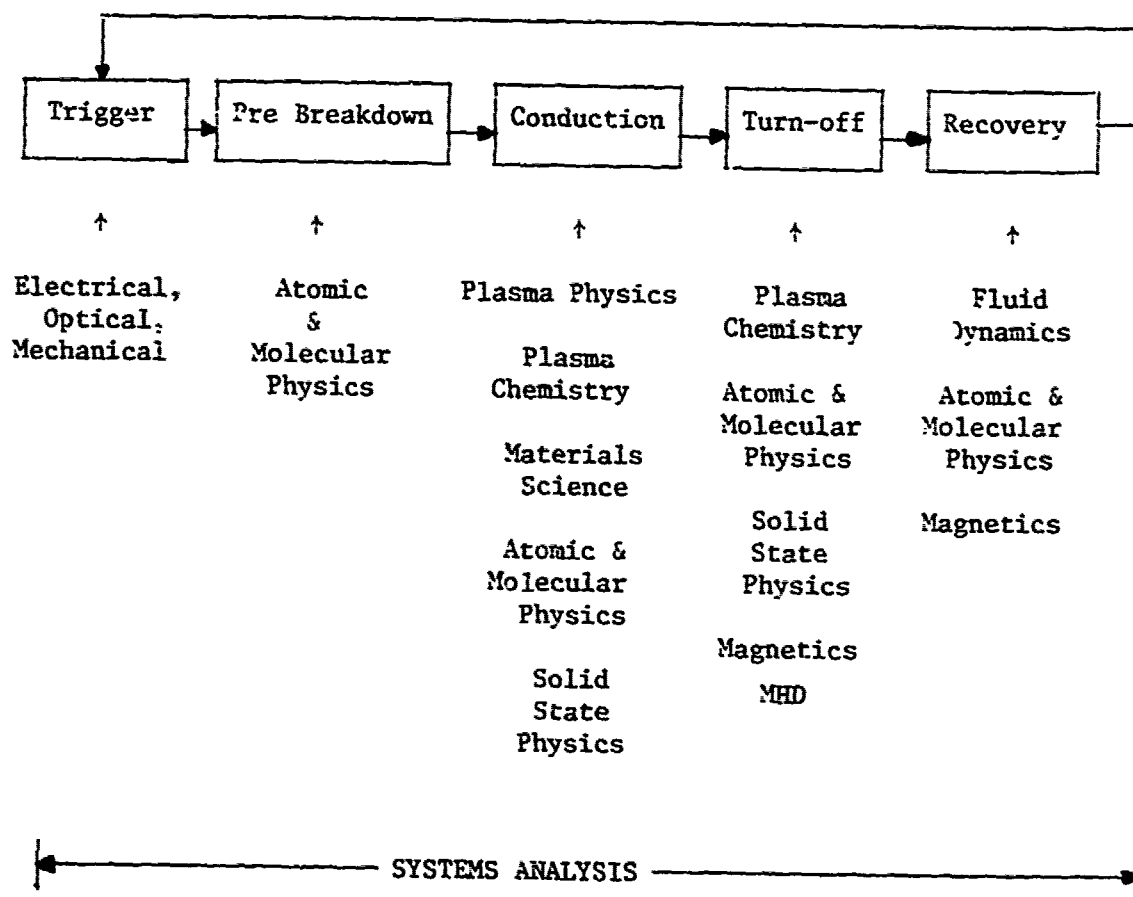 Trigger
Pre Breakdown
Conduction
Turn-off
Recovery
Electrical,
Optical,
Mechanical
Atomic
&
Molecular
Physics
Plasma Physics
Plasma
Chemistry
Materials
Science
Atomic &
Molecular
Physics
Solid
State
Physics
Plasma
Chemistry
Atomic &
Molecular
Physics
Solid
State
Physics
Magnetics
MHD
Fluid
Dynamics
Atomic &
Molecular
Physics
Magnetics
SYSTEMS ANALYSIS